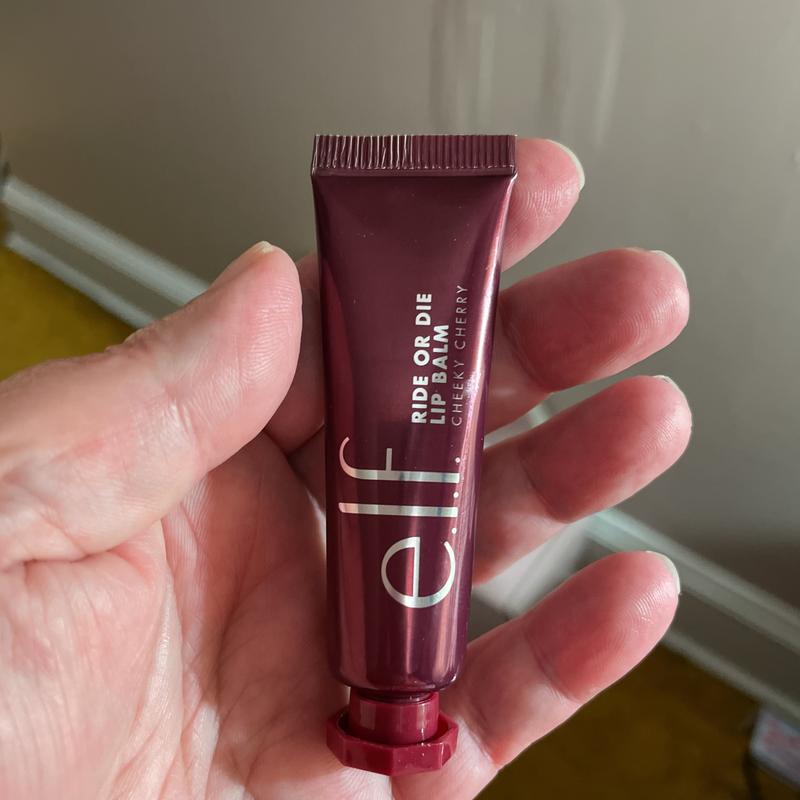 e.l.f.
RIDE OR DIE
LIP BALM
CHEEKY CHERRY